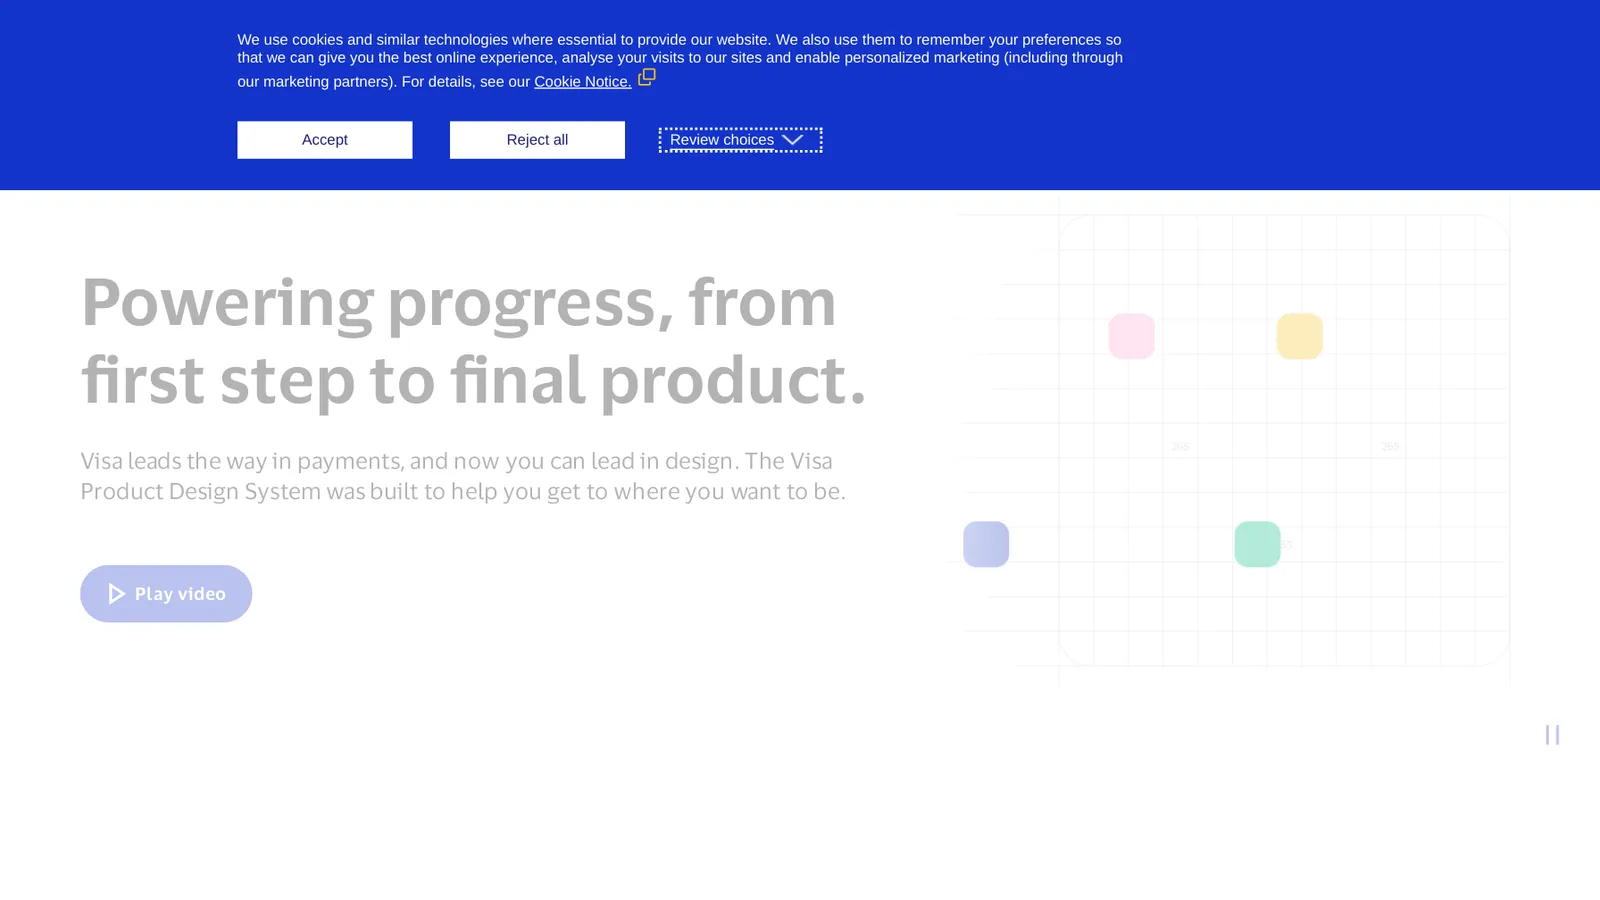 We use cookies and similar technologies where essential to provide our website. We also use them to remember your preferences so
that we can give you the best online experience, analyse your visits to our sites and enable personalized marketing (including through
our marketing partners). For details, see our Cookie Notice.
Accept
Reject all
Review choices
Powering progress, from
first step to final product.
Visa leads the way in payments, and now you can lead in design. The Visa
Product Design System was built to help you get to where you want to be.
Play video
265
265